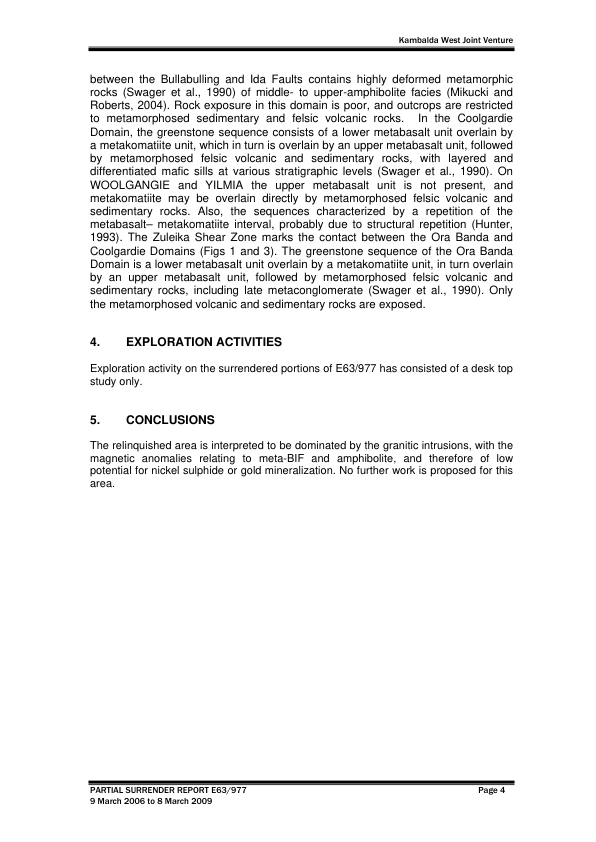 Kambalda West Joint Venture
between the Bullabulling and Ida Faults contains highly deformed metamorphic
rocks (Swager et al., 1990) of middle- to upper-amphibolite facies (Mikucki and
Roberts, 2004). Rock exposure in this domain is poor, and outcrops are restricted
to metamorphosed sedimentary and felsic volcanic rocks.  In the Coolgardie
Domain, the greenstone sequence consists of a lower metabasalt unit overlain by
a metakomatiite unit, which in turn is overlain by an upper metabasalt unit, followed
by metamorphosed felsic volcanic and sedimentary rocks, with layered and
differentiated mafic sills at various stratigraphic levels (Swager et al., 1990). On
WOOLGANGIE and YILMIA the upper metabasalt unit is not present, and
metakomatiite may be overlain directly by metamorphosed felsic volcanic and
sedimentary rocks. Also, the sequences characterized by a repetition of the
metabasalt– metakomatiite interval, probably due to structural repetition (Hunter,
1993). The Zuleika Shear Zone marks the contact between the Ora Banda and
Coolgardie Domains (Figs 1 and 3). The greenstone sequence of the Ora Banda
Domain is a lower metabasalt unit overlain by a metakomatiite unit, in turn overlain
by an upper metabasalt unit, followed by metamorphosed felsic volcanic and
sedimentary rocks, including late metaconglomerate (Swager et al., 1990). Only
the metamorphosed volcanic and sedimentary rocks are exposed.
4. EXPLORATION ACTIVITIES
Exploration activity on the surrendered portions of E63/977 has consisted of a desk top
study only.
5. CONCLUSIONS
The relinquished area is interpreted to be dominated by the granitic intrusions, with the
magnetic anomalies relating to meta-BIF and amphibolite, and therefore of low
potential for nickel sulphide or gold mineralization. No further work is proposed for this
area.
PARTIAL SURRENDER REPORT E63/977 Page 4
9 March 2006 to 8 March 2009